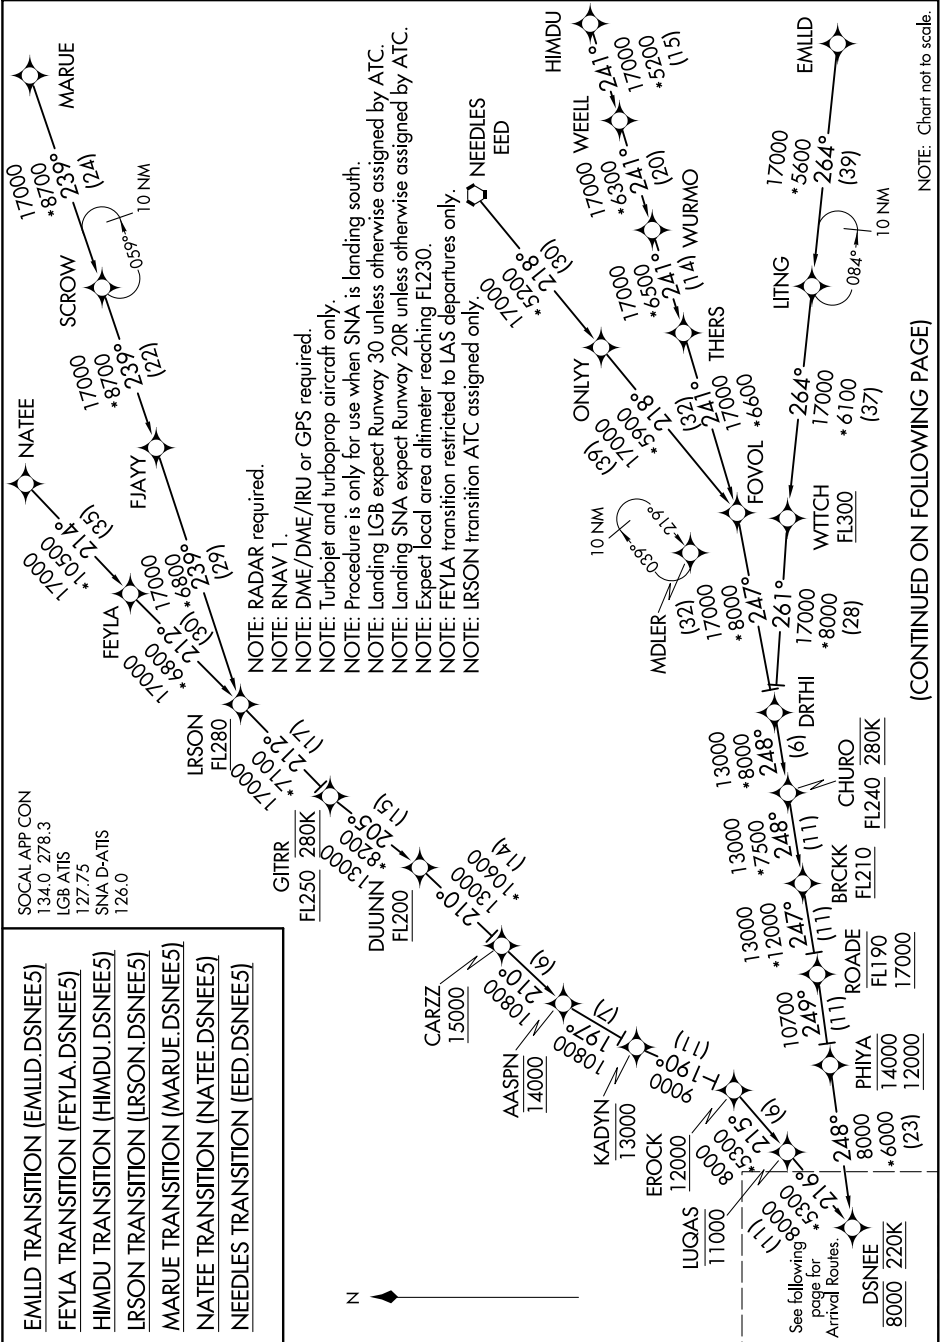 EMLLD TRANSITION (EMLLD.DSNEE5)
FEYLA TRANSITION (FEYLA.DSNEE5)
HIMDU TRANSITION (HIMDU.DSNEE5)
LRSON TRANSITION (LRSON.DSNEE5)
MARUE TRANSITION (MARUE.DSNEE5)
NATEE TRANSITION (NATEE.DSNEE5)
NEEDLES TRANSITION (EED.DSNEE5)
SOCAL APP CON
134.0 278.3
LGB ATIS
127.75
SNA D-ATIS
126.0
NATEE
17000
*10500
214°
(35)
FEYLA
17000
*6800
212°
(30)
MARUE
17000
*8700
239°
(24)
SCROW
10 NM
059°
17000
*8700
239°
(22)
FJAYY
17000
*6800
239°
(29)
LRSON
FL280
17000
*7100
212°
(17)
GITRR
FL250 280K
13000
*8200
205°
(15)
DUUNN
FL200
210°
13000
*10600
(14)
CARZZ
15000
10800
210°
(6)
AASPN
14000
10800
197°
(7)
KADYN
13000
9000
190°
(11)
EROCK
12000
8000
*5300
215°
(6)
LUQAS
11000
(11)
8000
*5300
216°
NOTE: RADAR required.
NOTE: RNAV 1.
NOTE: DME/DME/IRU or GPS required.
NOTE: Turbojet and turboprop aircraft only.
NOTE: Procedure is only for use when SNA is landing south.
NOTE: Landing LGB expect Runway 30 unless otherwise assigned by ATC.
NOTE: Landing SNA expect Runway 20R unless otherwise assigned by ATC.
NOTE: Expect local area altimeter reaching FL230.
NOTE: FEYLA transition restricted to LAS departures only.
NOTE: LRSON transition ATC assigned only.
NEEDLES
EED
17000
*5200
218°
(30)
ONLYY
(39)
17000
*5900
218°
HIMDU
241°
17000
*5200
(15)
WEELL
17000
*6300
241°
(20)
WURMO
17000
*6500
241°
(14)
THERS
(32)
241°
17000
*6600
FOVOL
10 NM
039°
219°
MDLER
(32)
17000
*8000
247°
EMLLD
17000
*5600
264°
(39)
LITNG
084°
10 NM
264°
17000
*6100
(37)
WTTCH
FL300
261°
17000
*8000
(28)
DRTHI
13000
*8000
248°
(6)
CHURO
FL240 280K
13000
*7500
248°
(11)
BRCKK
FL210
13000
*12000
247°
(11)
ROADE
FL190
17000
10700
249°
(11)
PHIYA
14000
12000
248°
8000
*6000
(23)
DSNEE
8000 220K
See following
page for
Arrival Routes.
N
(CONTINUED ON FOLLOWING PAGE)
NOTE: Chart not to scale.